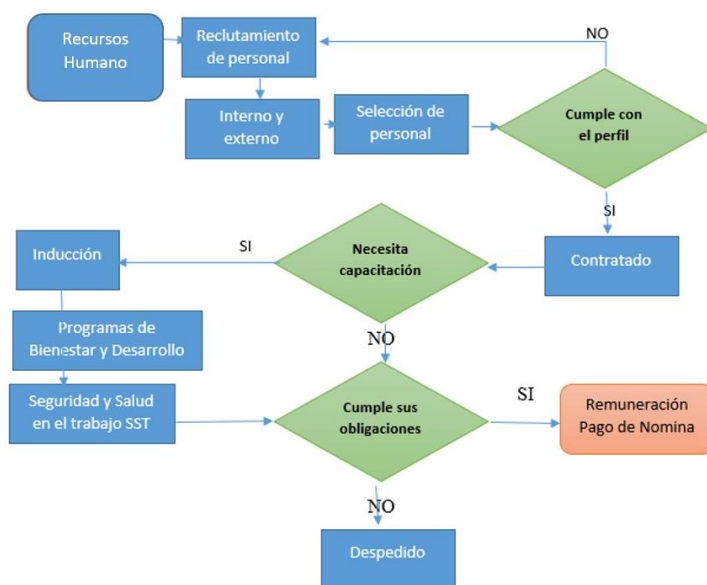 Recursos
Humano
Reclutamiento
de personal
NO
Interno y
externo
Selección de
personal
Cumple con
el perfil
SI
Contratado
Necesita
capacitación
SI
Inducción
Programas de
Bienestar y Desarrollo
NO
Seguridad y Salud
en el trabajo SST
Cumple sus
obligaciones
SI
Remuneración
Pago de Nomina
NO
Despedido